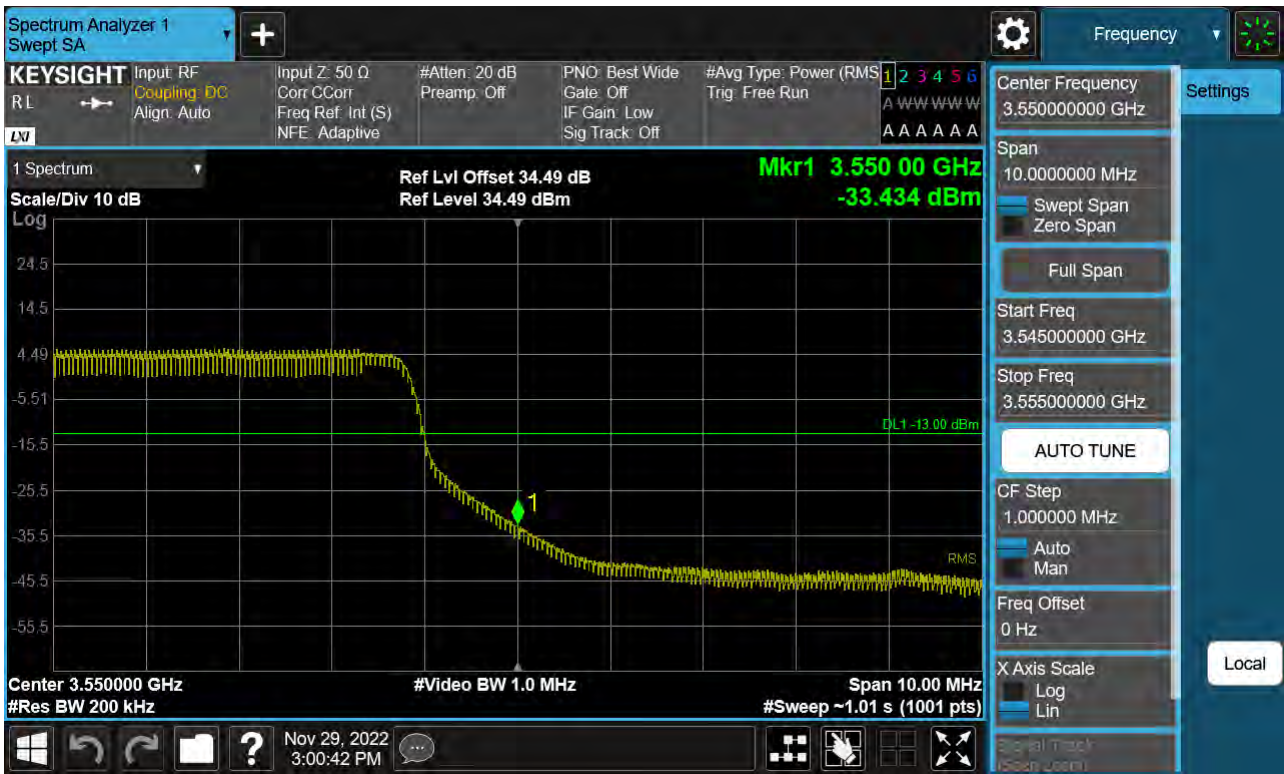 Spectrum Analyzer 1
Swept SA
+
Frequency
KEYSIGHT
R L
LXI
Input: RF
Coupling: DC
Align: Auto
Input Z: 50 Ω
Corr CCorr
Freq Ref: Int (S)
NFE: Adaptive
#Atten: 20 dB
Preamp: Off
PNO: Best Wide
Gate: Off
IF Gain: Low
Sig Track: Off
#Avg Type: Power (RMS
Trig: Free Run
1 2 3 4 5 6
A W W W W W
A A A A A A
1 Spectrum
Scale/Div 10 dB
Log
Ref Lvl Offset 34.49 dB
Ref Level 34.49 dBm
Mkr1 3.550 00 GHz
-33.434 dBm
24.5
14.5
4.49
-5.51
-15.5
-25.5
-35.5
-45.5
-55.5
DL1 -13.00 dBm
1
RMS
Center 3.550000 GHz
#Video BW 1.0 MHz
Span 10.00 MHz
#Res BW 200 kHz
#Sweep ~1.01 s (1001 pts)
Center Frequency
3.550000000 GHz
Settings
Span
10.0000000 MHz
Swept Span
Zero Span
Full Span
Start Freq
3.545000000 GHz
Stop Freq
3.555000000 GHz
AUTO TUNE
CF Step
1.000000 MHz
Auto
Man
Freq Offset
0 Hz
X Axis Scale
Log
Lin
Local
Signal Track
(Span Zoom)
?
Nov 29, 2022
3:00:42 PM